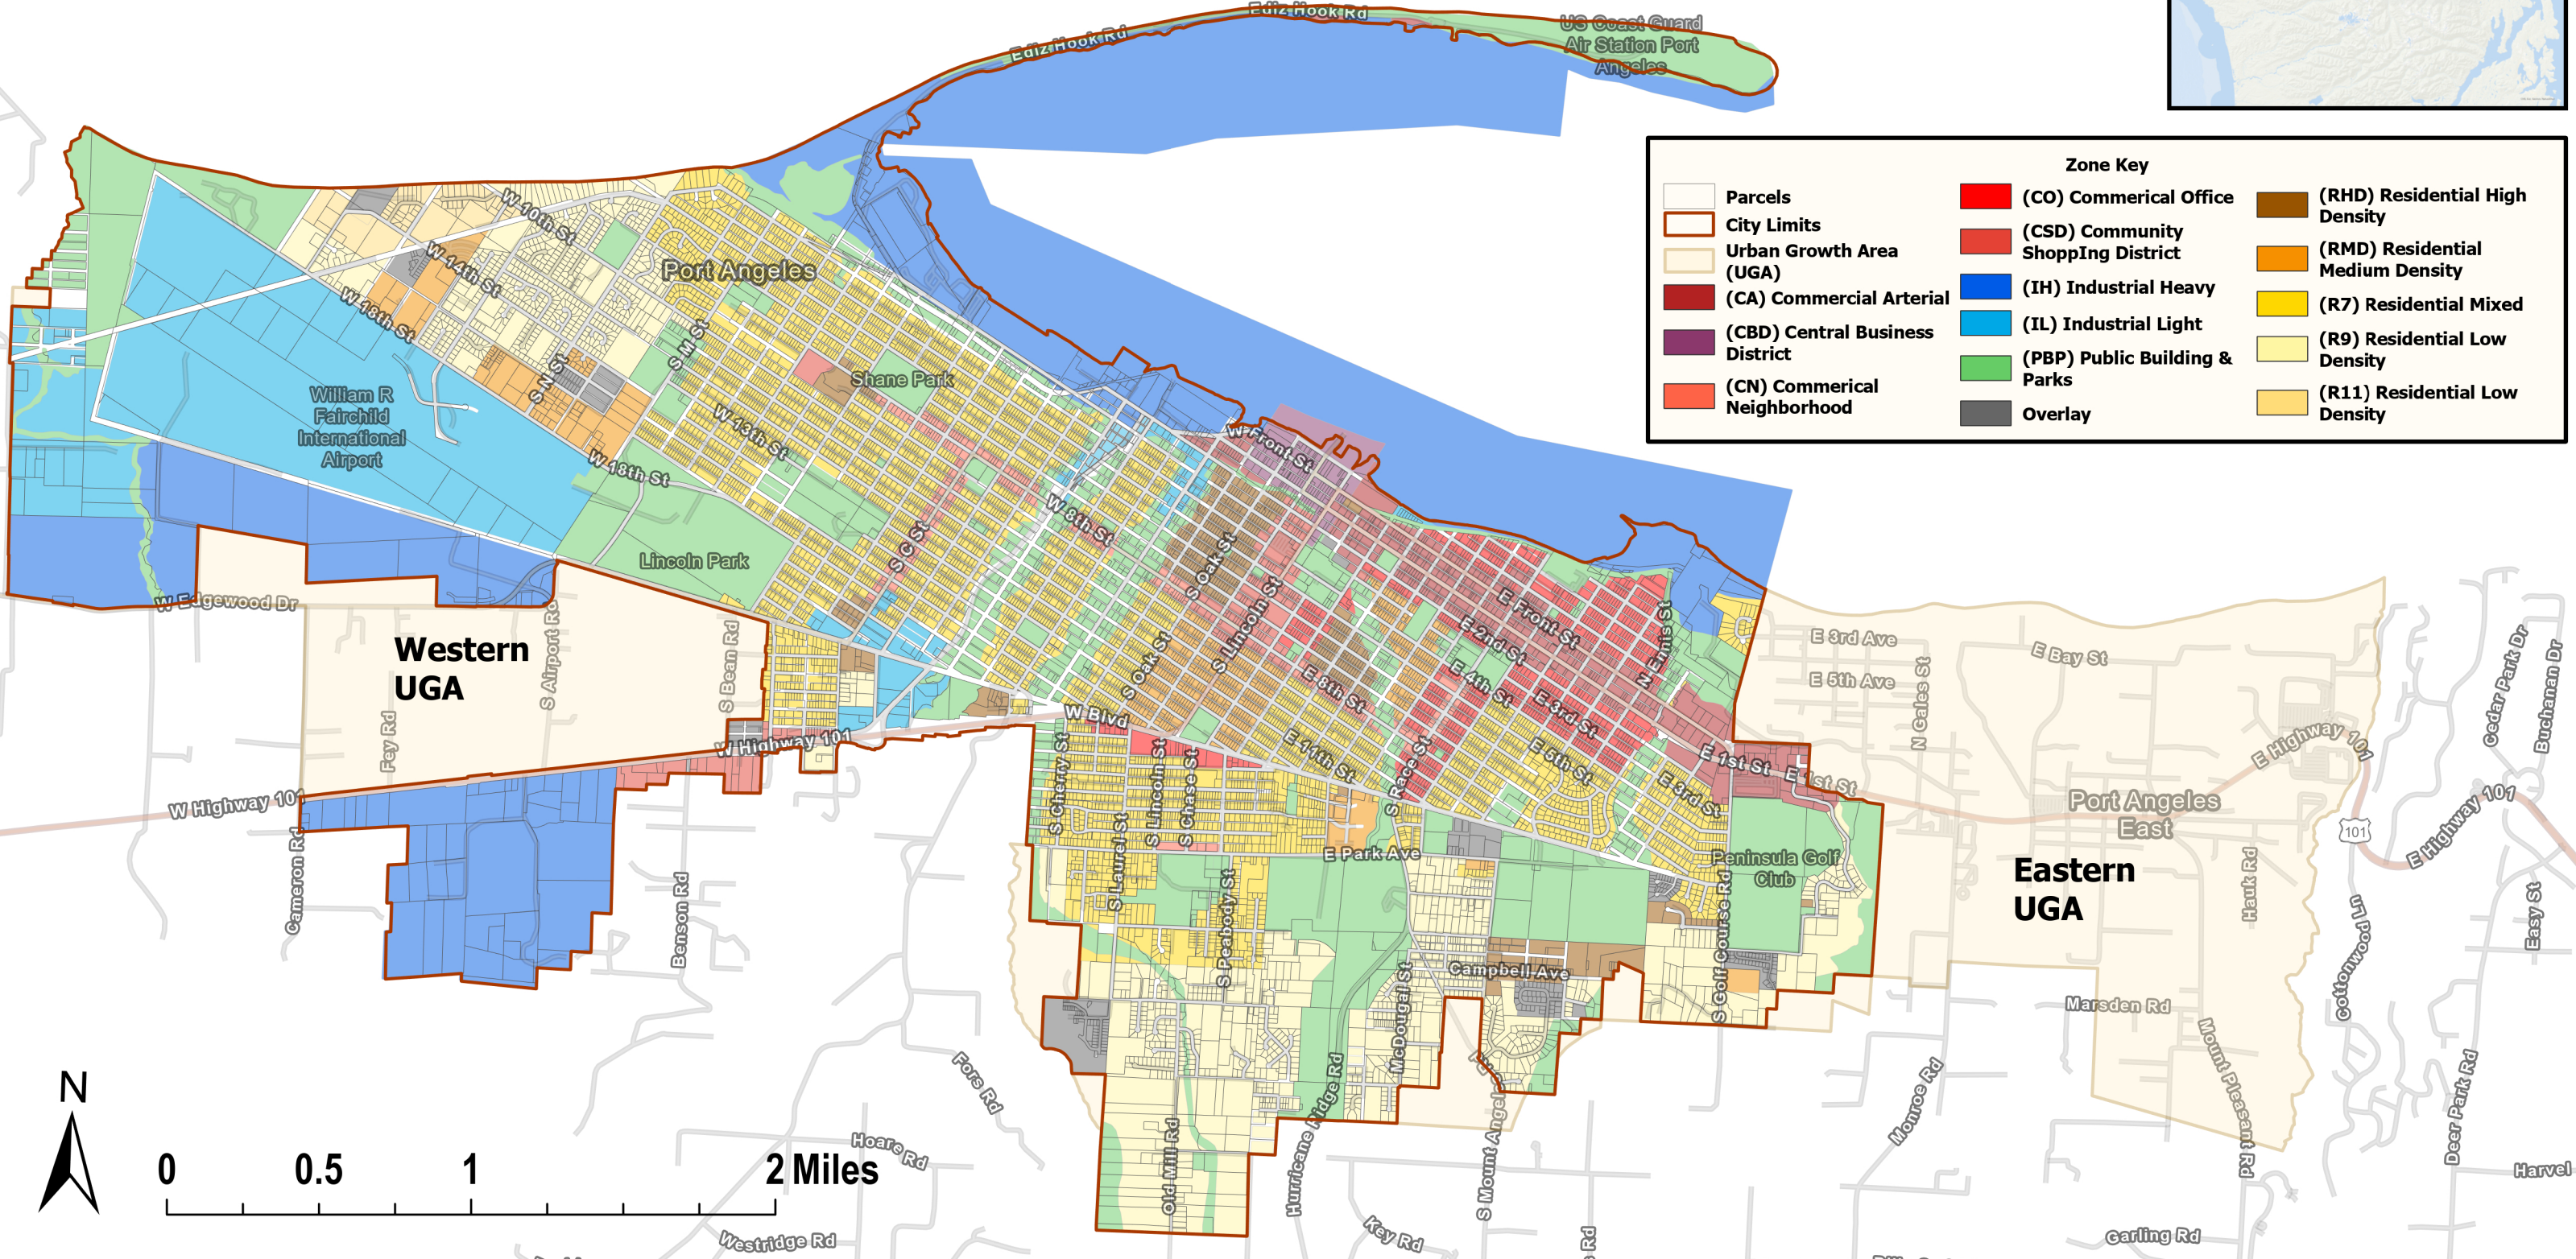 Ediz Hook Rd
Ediz Hook Rd
US Coast Guard
Air Station Port
Angeles
Zone Key
Parcels
City Limits
Urban Growth Area
(UGA)
(CA) Commercial Arterial
(CBD) Central Business
District
(CN) Commerical
Neighborhood
(CO) Commerical Office
(CSD) Community
ShoppIng District
(IH) Industrial Heavy
(IL) Industrial Light
(PBP) Public Building &
Parks
Overlay
(RHD) Residential High
Density
(RMD) Residential
Medium Density
(R7) Residential Mixed
(R9) Residential Low
Density
(R11) Residential Low
Density
W 10th St
W 14th St
W 18th St
Port Angeles
S M St
S N St
Shane Park
William R
Fairchild
International
Airport
W 13th St
W 18th St
W Front St
W 8th St
S C St
Lincoln Park
S Oak St
S Lincoln St
E Front St
E 2nd St
N Ennis St
W Edgewood Dr
Western
UGA
S Airport Rd
S Bean Rd
Fey Rd
S Oak St
E 8th St
E 4th St
E 3rd St
E 3rd Ave
E 5th Ave
E Bay St
N Gales St
Cedar Park Dr
Buchanan Dr
W Blvd
W Highway 101
W Highway 101
E 11th St
E 5th St
E 1st St
E 1st St
E 3rd St
E Highway 101
E Highway 101
101
S Cherry St
S Lincoln St
S Chase St
S Race St
Port Angeles
East
Cameron Rd
Benson Rd
S Laurel St
S Peabody St
E Park Ave
Peninsula Golf
Club
Eastern
UGA
Hauk Rd
Cottonwood Ln
Easy St
Campbell Ave
S Golf Course Rd
McDougal St
Marsden Rd
Mount Pleasant Rd
Deer Park Rd
Monroe Rd
Fors Rd
Hoare Rd
Old Mill Rd
Hurricane Ridge Rd
S Mount Angeles
Key Rd
Rd
Westridge Rd
Garling Rd
Harvel
N
0
0.5
1
2 Miles